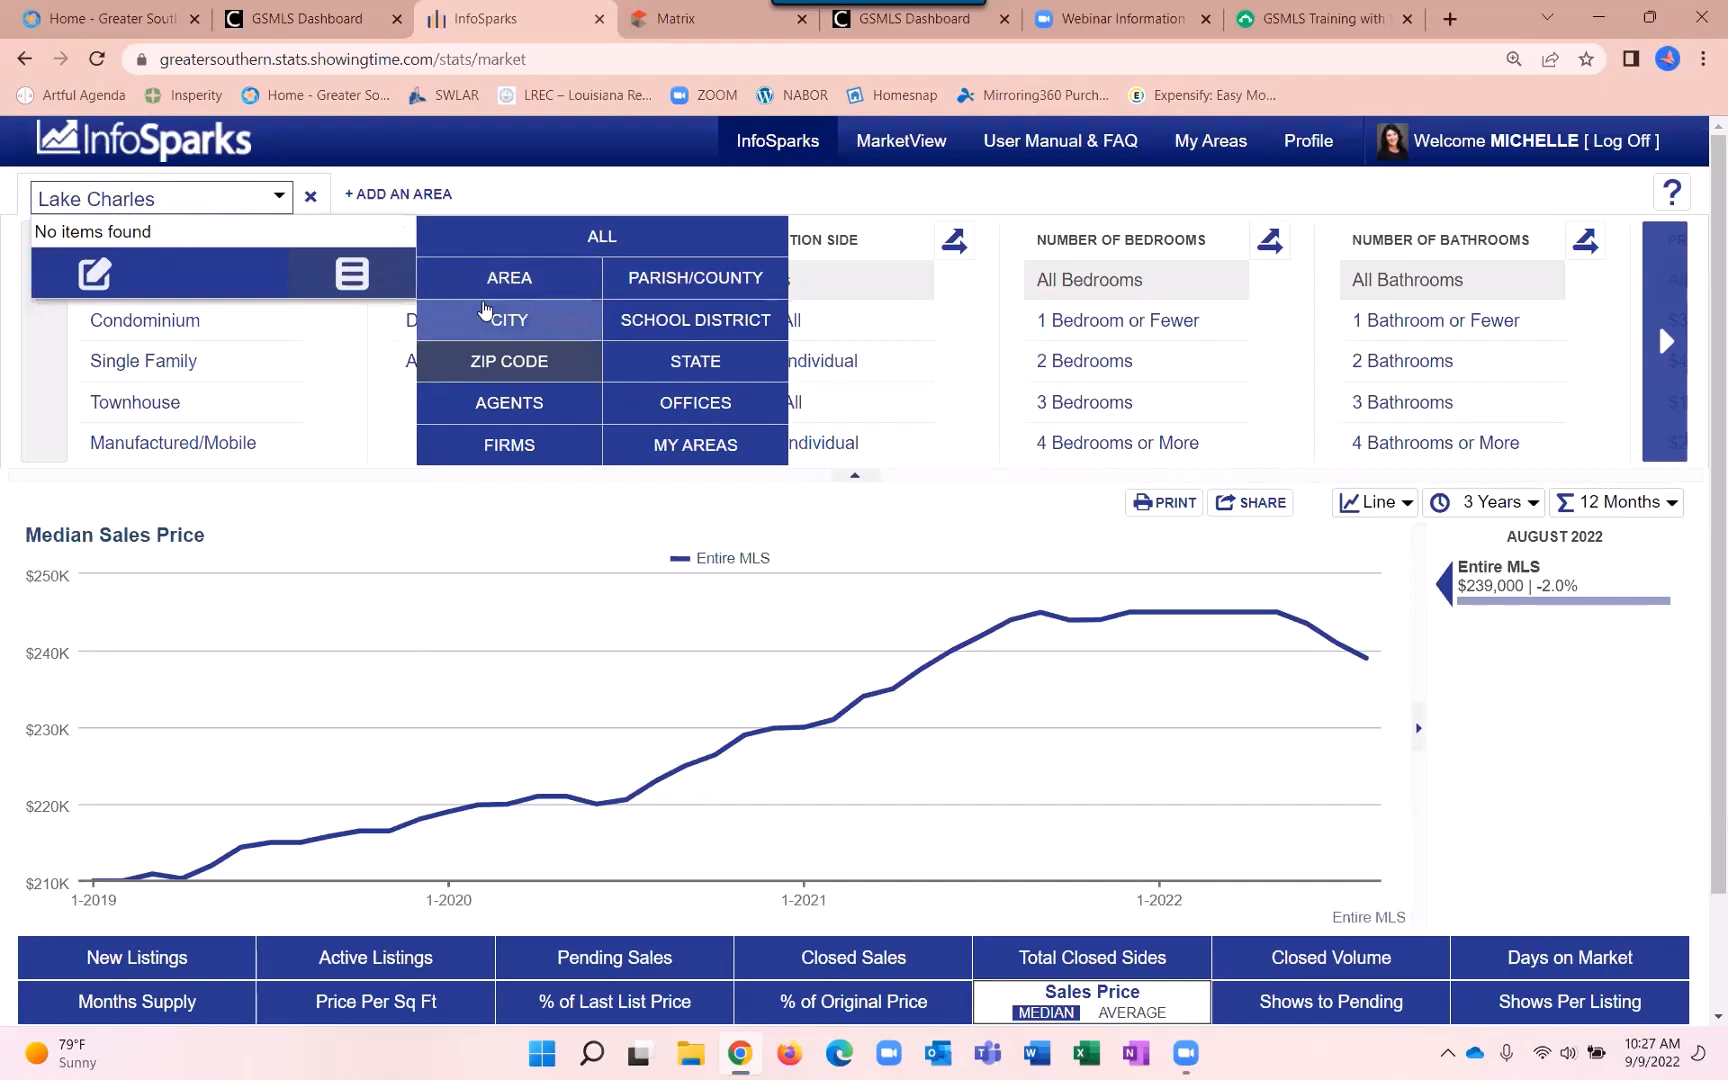 Home - Greater South
GSMLS Dashboard
InfoSparks
Matrix
GSMLS Dashboard
Webinar Information
GSMLS Training with
greatersouthern.stats.showingtime.com/stats/market
Artful Agenda
Insperity
Home - Greater So...
SWLAR
LREC – Louisiana Re...
ZOOM
NABOR
Homesnap
Mirroring360 Purch...
Expensify: Easy Mo...
InfoSparks
InfoSparks
MarketView
User Manual & FAQ
My Areas
Profile
Welcome MICHELLE [ Log Off ]
Lake Charles
+ ADD AN AREA
?
No items found
ALL
AREA
PARISH/COUNTY
CITY
SCHOOL DISTRICT
ZIP CODE
STATE
AGENTS
OFFICES
FIRMS
MY AREAS
Condominium
Single Family
Townhouse
Manufactured/Mobile
D
A
TION SIDE
s
All
ndividual
All
ndividual
NUMBER OF BEDROOMS
All Bedrooms
1 Bedroom or Fewer
2 Bedrooms
3 Bedrooms
4 Bedrooms or More
NUMBER OF BATHROOMS
All Bathrooms
1 Bathroom or Fewer
2 Bathrooms
3 Bathrooms
4 Bathrooms or More
PRINT
SHARE
Line
3 Years
12 Months
Median Sales Price
Entire MLS
AUGUST 2022
Entire MLS
$239,000 | -2.0%
$250K
$240K
$230K
$220K
$210K
1-2019
1-2020
1-2021
1-2022
Entire MLS
New Listings
Active Listings
Pending Sales
Closed Sales
Total Closed Sides
Closed Volume
Days on Market
Months Supply
Price Per Sq Ft
% of Last List Price
% of Original Price
Sales Price
MEDIAN AVERAGE
Shows to Pending
Shows Per Listing
79°F
Sunny
10:27 AM
9/9/2022